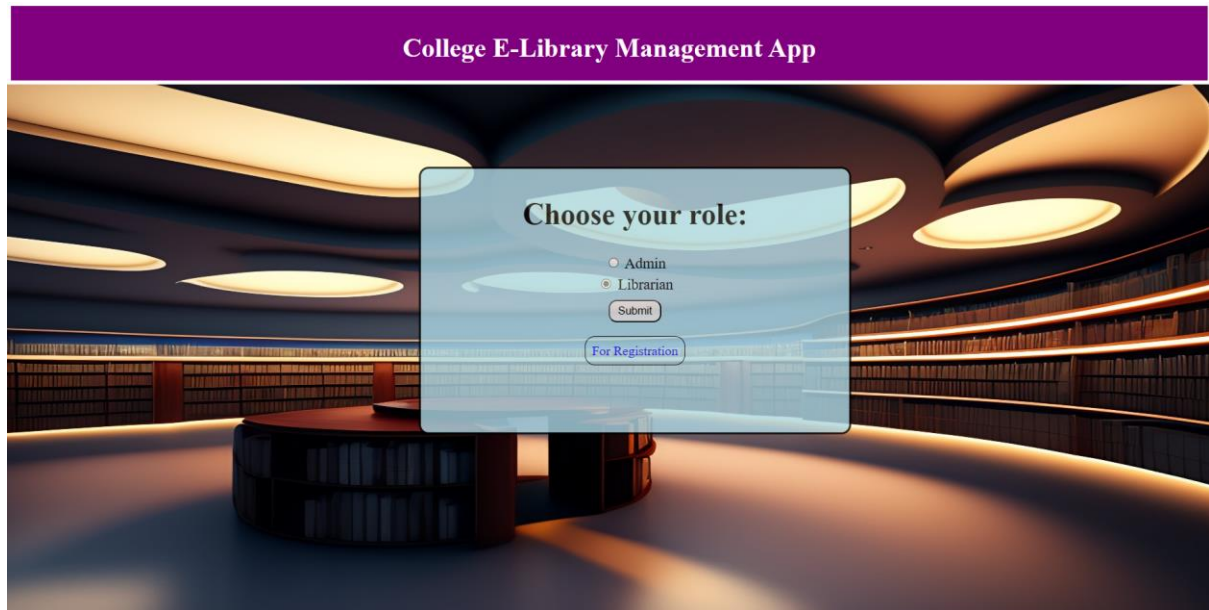 College E-Library Management App
Choose your role:
Admin
Librarian
Submit
For Registration